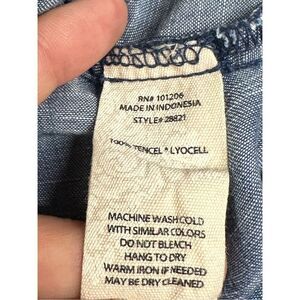 RN# 101206
MADE IN INDONESIA
STYLE# 28821
100% TENCEL® LYOCELL
MACHINE WASH COLD
WITH SIMILAR COLORS
DO NOT BLEACH
HANG TO DRY
WARM IRON IF NEEDED
MAY BE DRY CLEANED